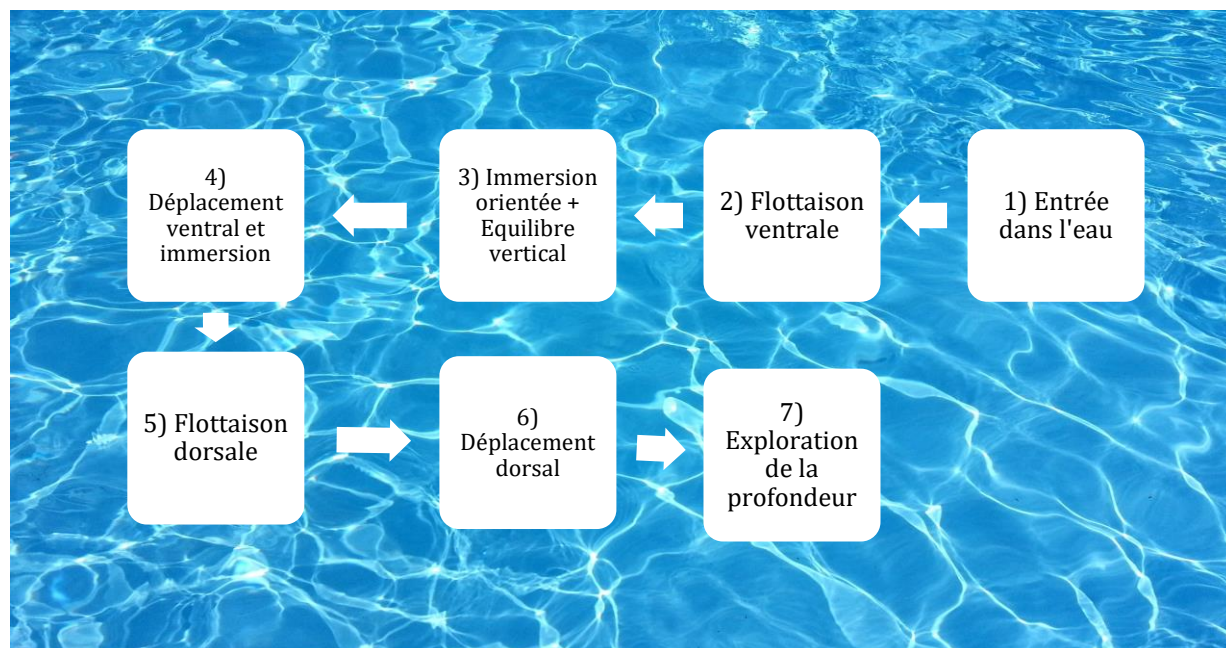 1) Entrée
dans l'eau
2) Flottaison
ventrale
3) Immersion
orientée +
Equilibre
vertical
4)
Déplacement
ventral et
immersion
5) Flottaison
dorsale
6)
Déplacement
dorsal
7)
Exploration
de la
profondeur